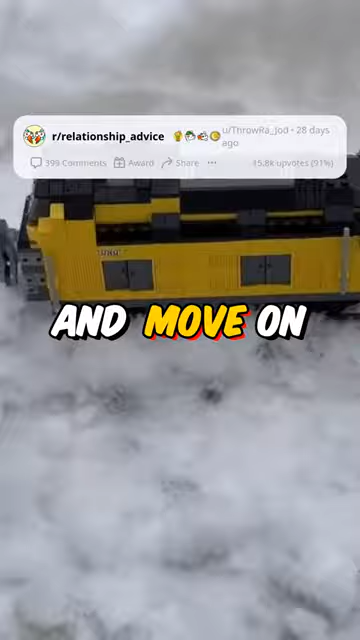 r/relationship_advice u/ThrowRa_Jod • 28 days ago
399 Comments Award Share ••• 15.8k upvotes (91%)
AND MOVE ON